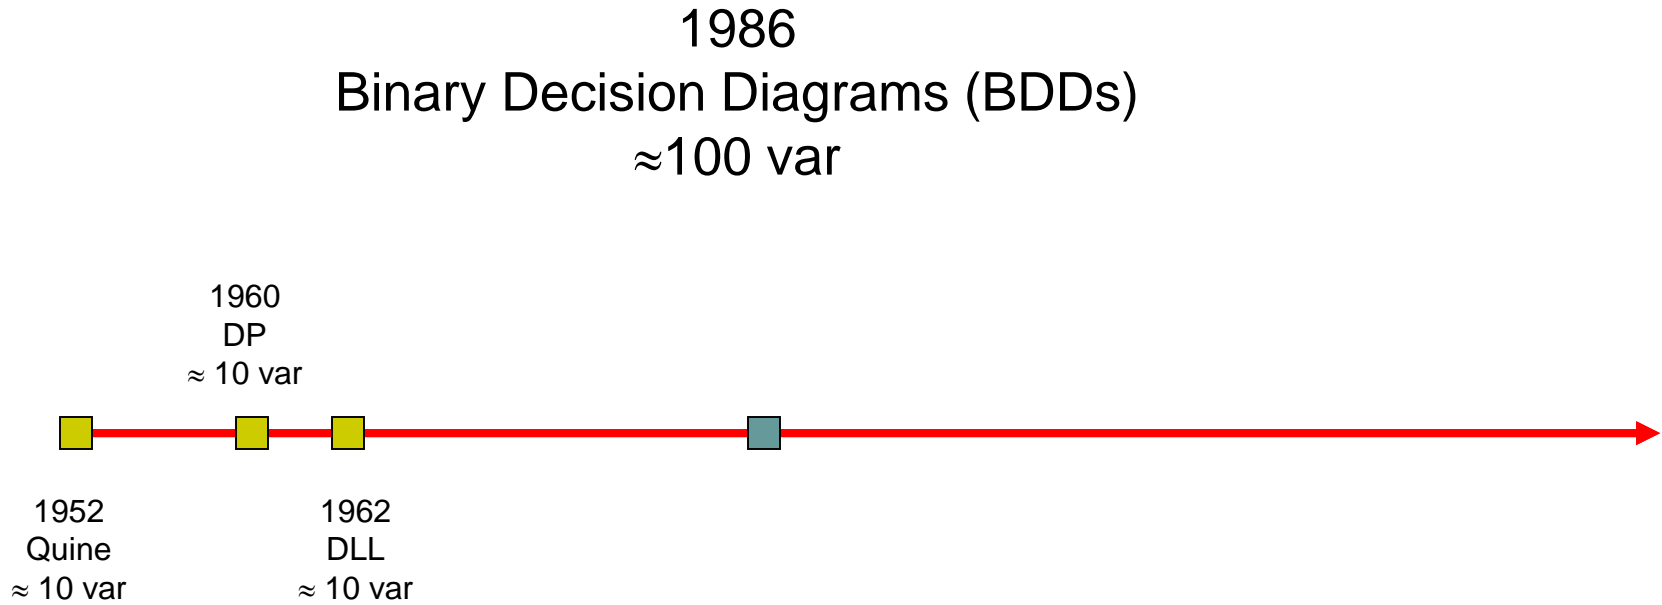 1986
Binary Decision Diagrams (BDDs)
≈100 var
1960
DP
≈ 10 var
1952
Quine
≈ 10 var
1962
DLL
≈ 10 var